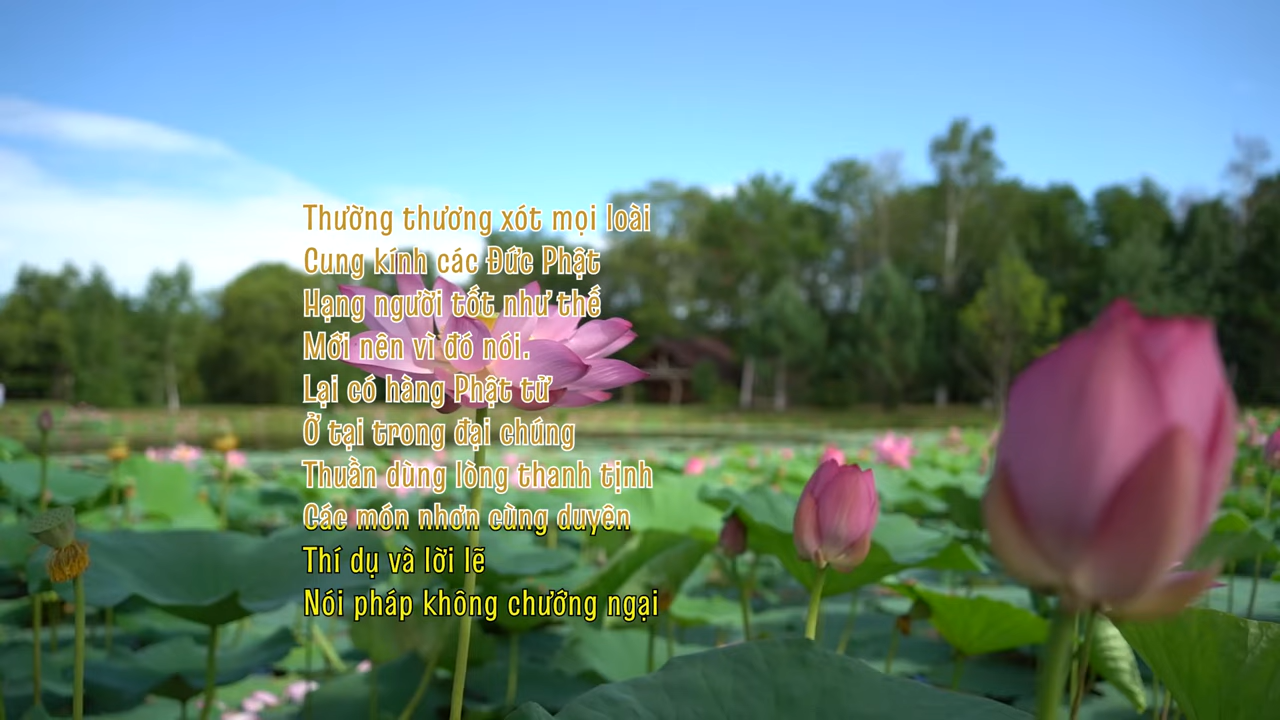 Thường thương xót mọi loài
Cung kính các Đức Phật
Hạng người tốt như thế
Mới nên vì đó nói.
Lại có hàng Phật tử
Ở tại trong đại chúng
Thuần dùng lòng thanh tịnh
Các món nhơn cùng duyên
Thí dụ và lời lẽ
Nói pháp không chướng ngại